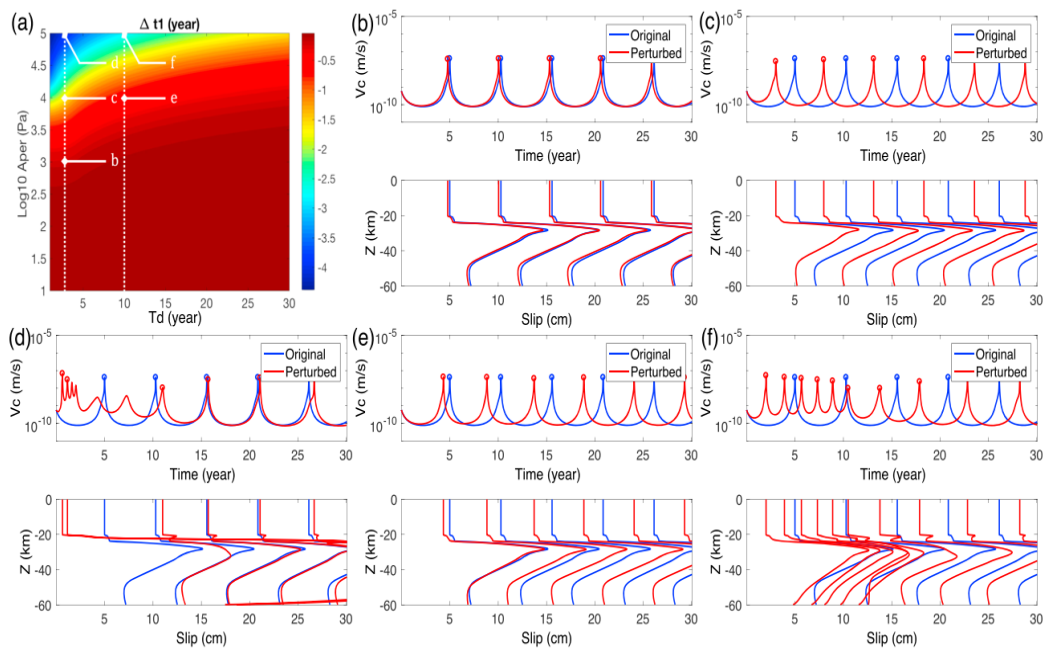 (a)
Δ t1 (year)
Log10 Aper (Pa)
5
4.5
4
3.5
3
2.5
2
1.5
1
5
10
15
20
25
30
Td (year)
d
f
c
e
b
-0.5
-1
-1.5
-2
-2.5
-3
-3.5
-4
(b)
Vc (m/s)
10^-5
10^-10
Original
Perturbed
5
10
15
20
25
30
Time (year)
Z (km)
0
-20
-40
-60
5
10
15
20
25
30
Slip (cm)
(c)
Vc (m/s)
10^-5
10^-10
Original
Perturbed
5
10
15
20
25
30
Time (year)
Z (km)
0
-20
-40
-60
5
10
15
20
25
30
Slip (cm)
(d)
Vc (m/s)
10^-5
10^-10
Original
Perturbed
5
10
15
20
25
30
Time (year)
Z (km)
0
-20
-40
-60
5
10
15
20
25
30
Slip (cm)
(e)
Vc (m/s)
10^-5
10^-10
Original
Perturbed
5
10
15
20
25
30
Time (year)
Z (km)
0
-20
-40
-60
5
10
15
20
25
30
Slip (cm)
(f)
Vc (m/s)
10^-5
10^-10
Original
Perturbed
5
10
15
20
25
30
Time (year)
Z (km)
0
-20
-40
-60
5
10
15
20
25
30
Slip (cm)